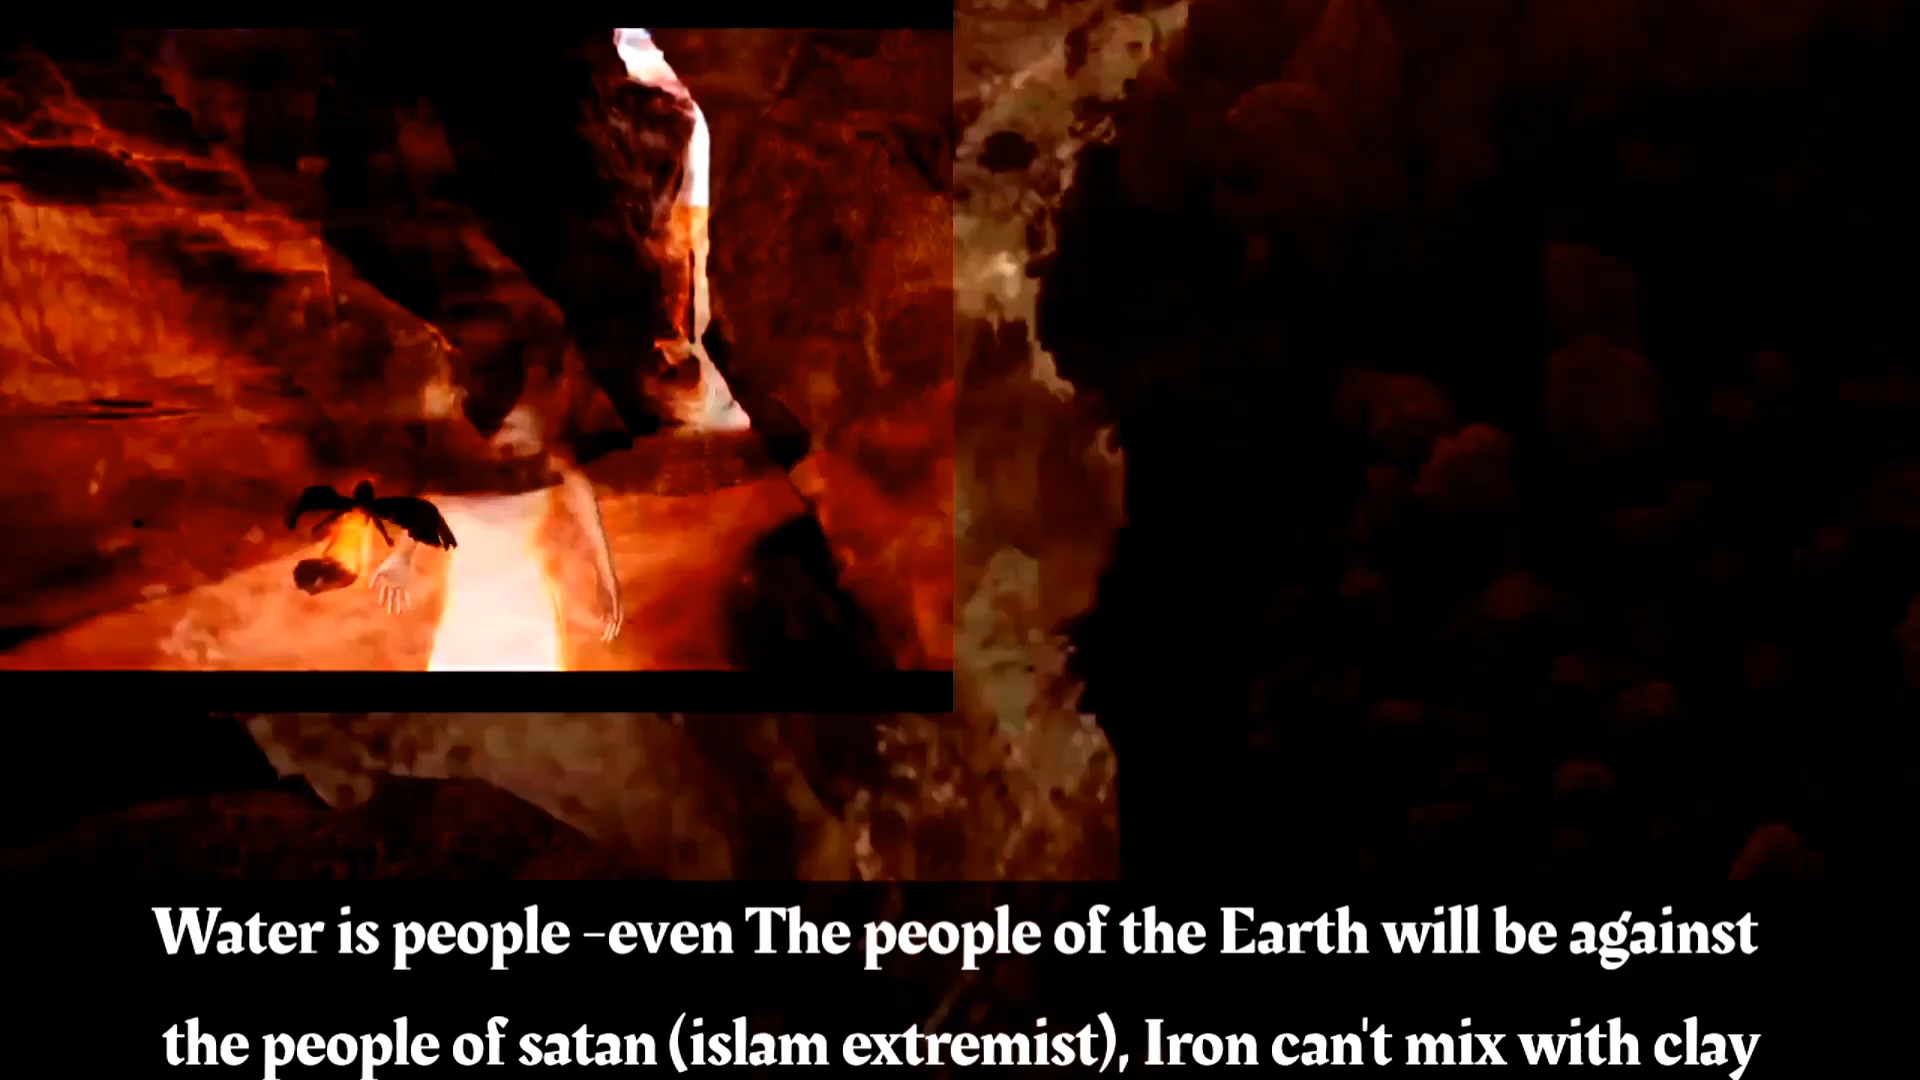 Water is people -even The people of the Earth will be against
the people of satan (islam extremist), Iron can't mix with clay